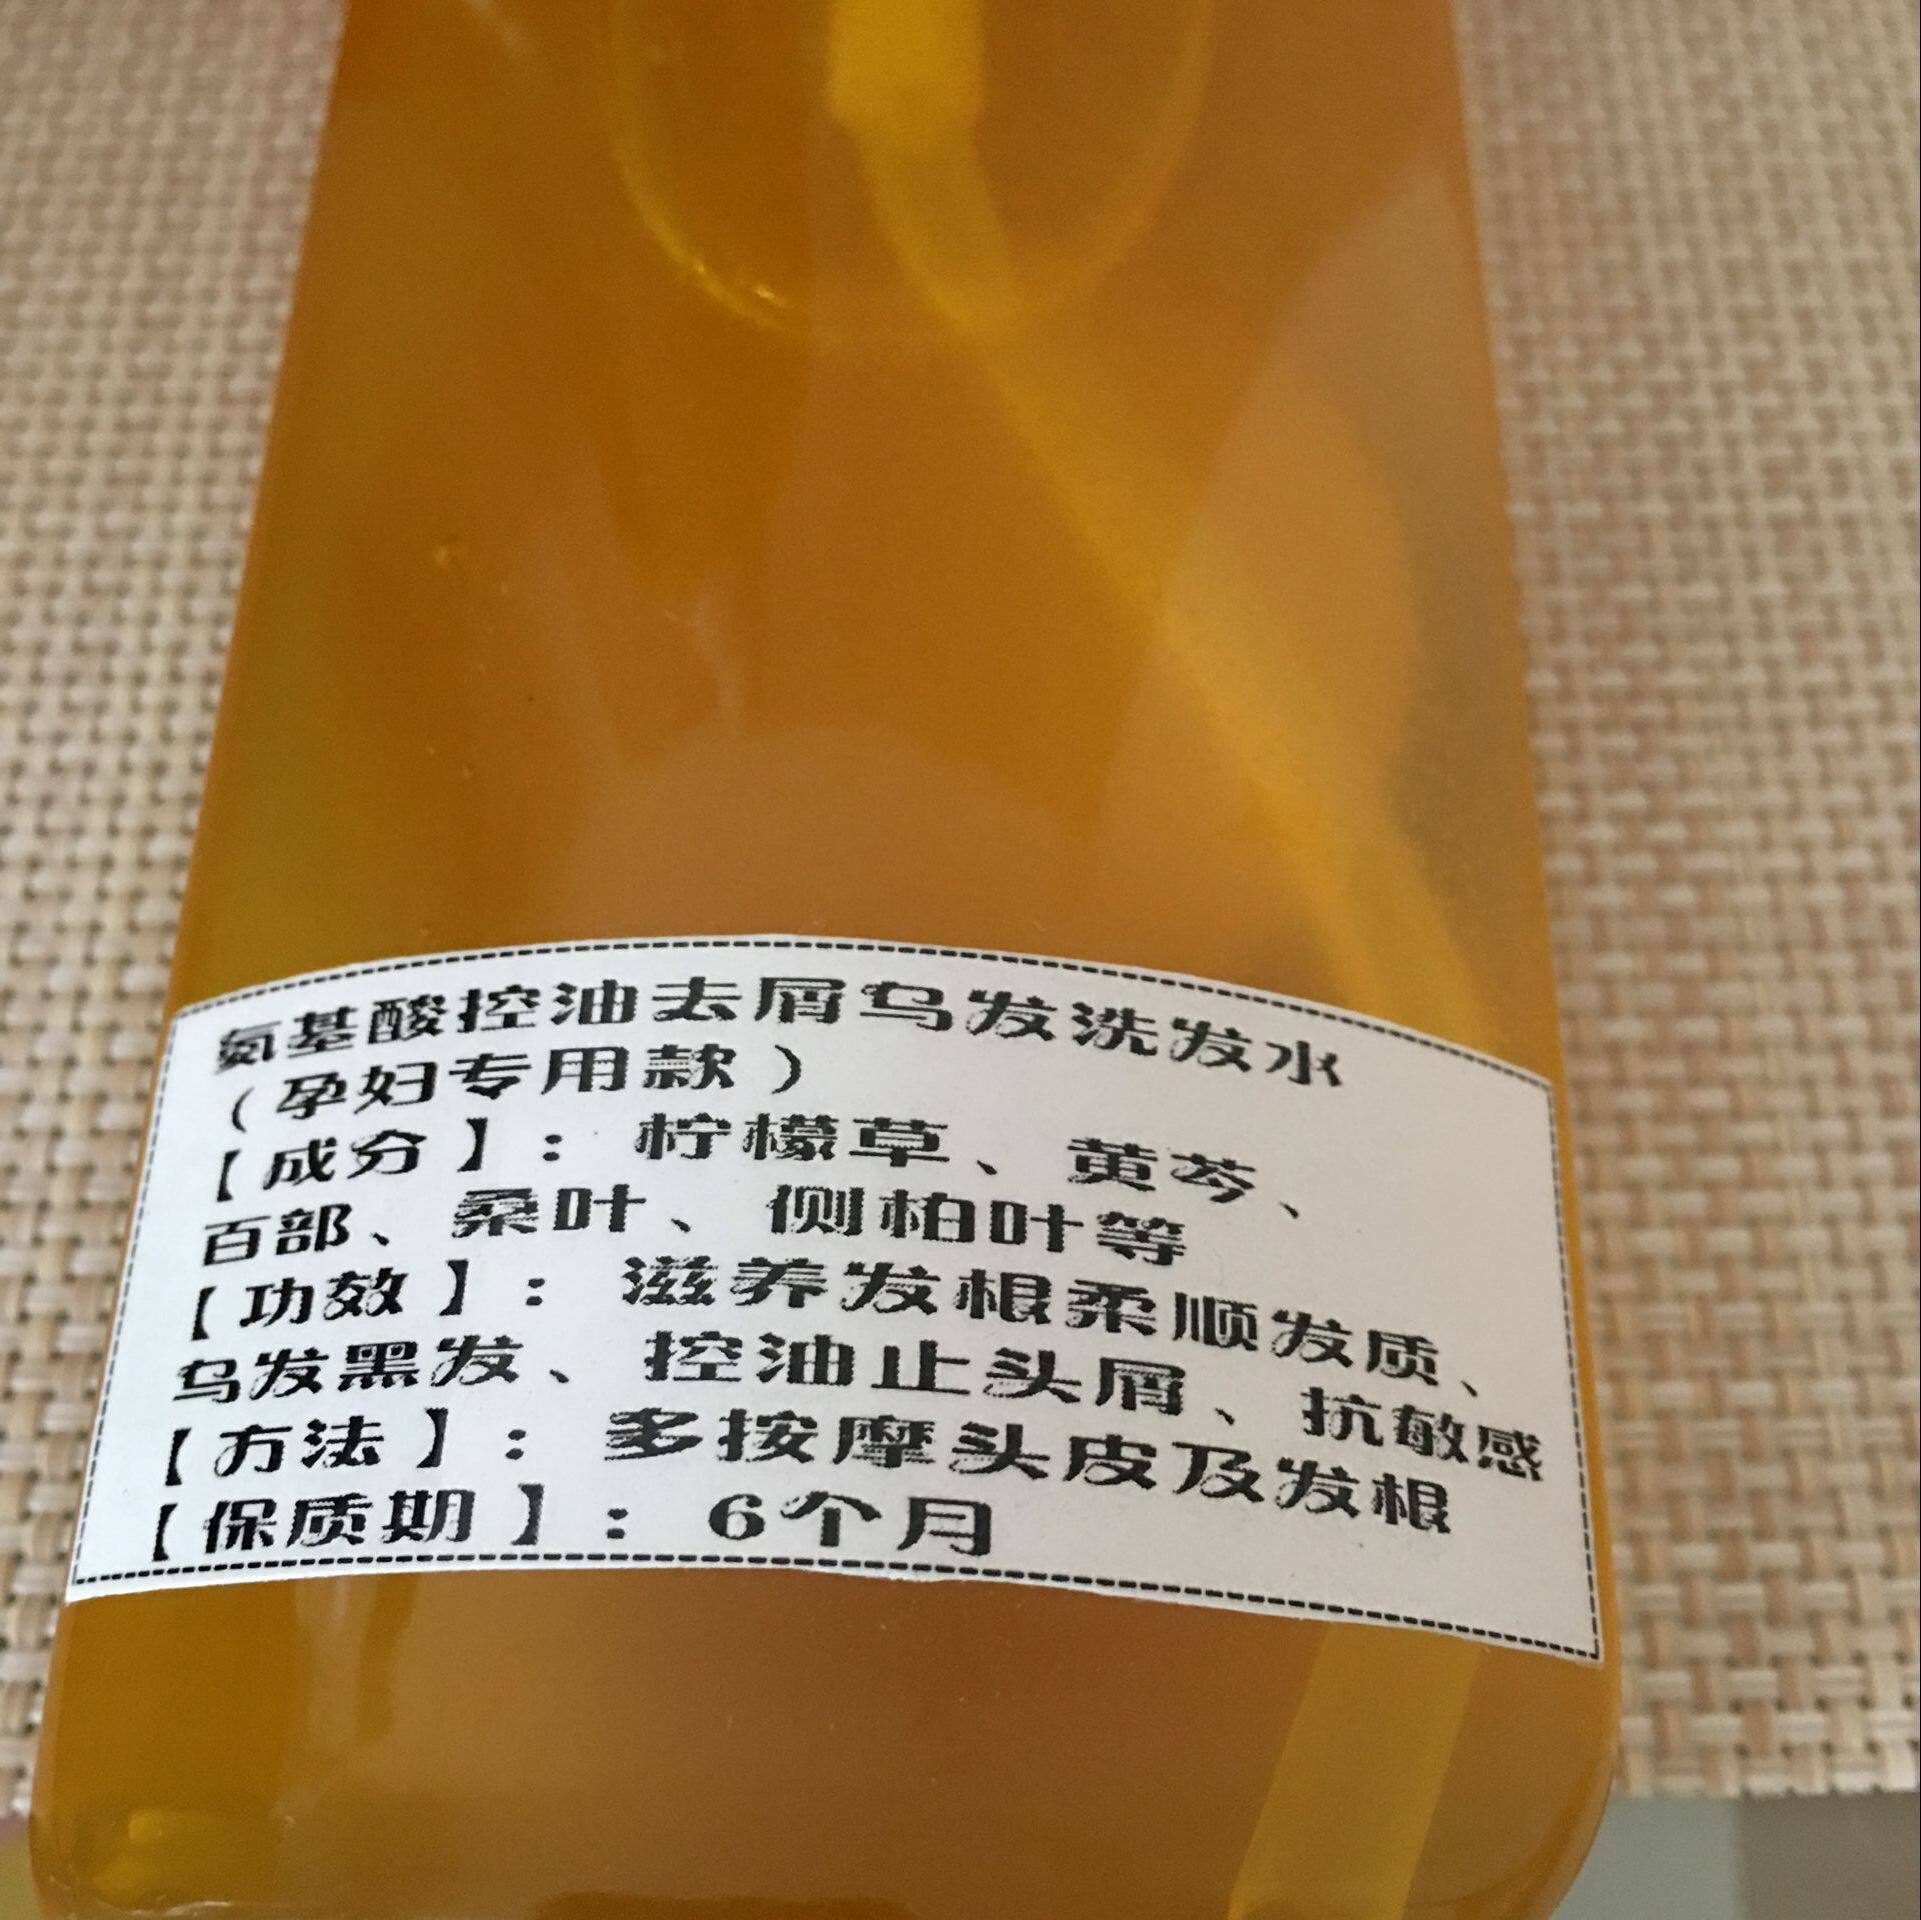 氨基酸控油去屑乌发洗发水
（孕妇专用款）
【成分】：柠檬草、黄芩、
百部、桑叶、侧柏叶等
【功效】：滋养发根柔顺发质、
乌发黑发、控油止头屑、抗敏感
【方法】：多按摩头皮及发根
【保质期】：6个月